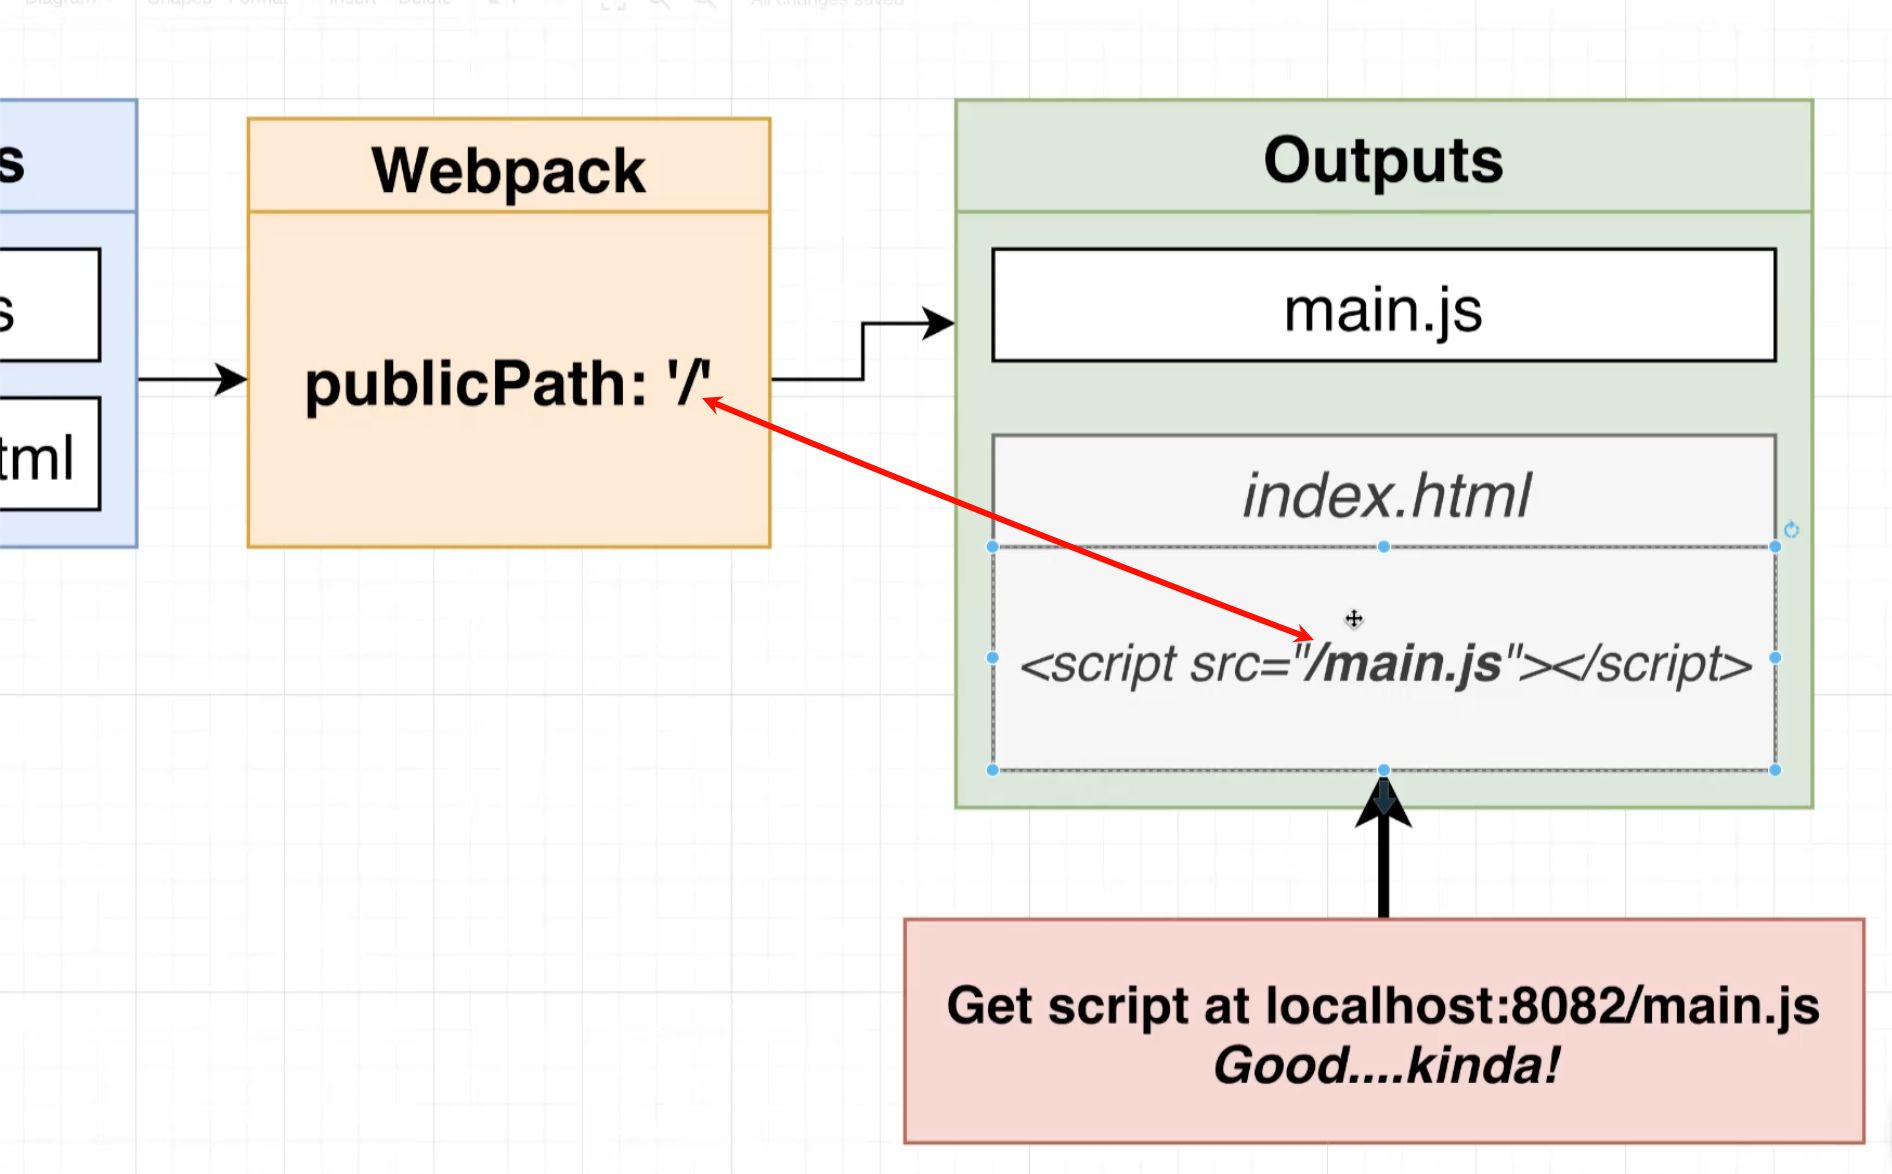 Diagram Shapes Format Insert Delete All changes saved
s
s
tml
Webpack
publicPath: '/'
Outputs
main.js
index.html
<script src="/main.js"></script>
Get script at localhost:8082/main.js
Good....kinda!